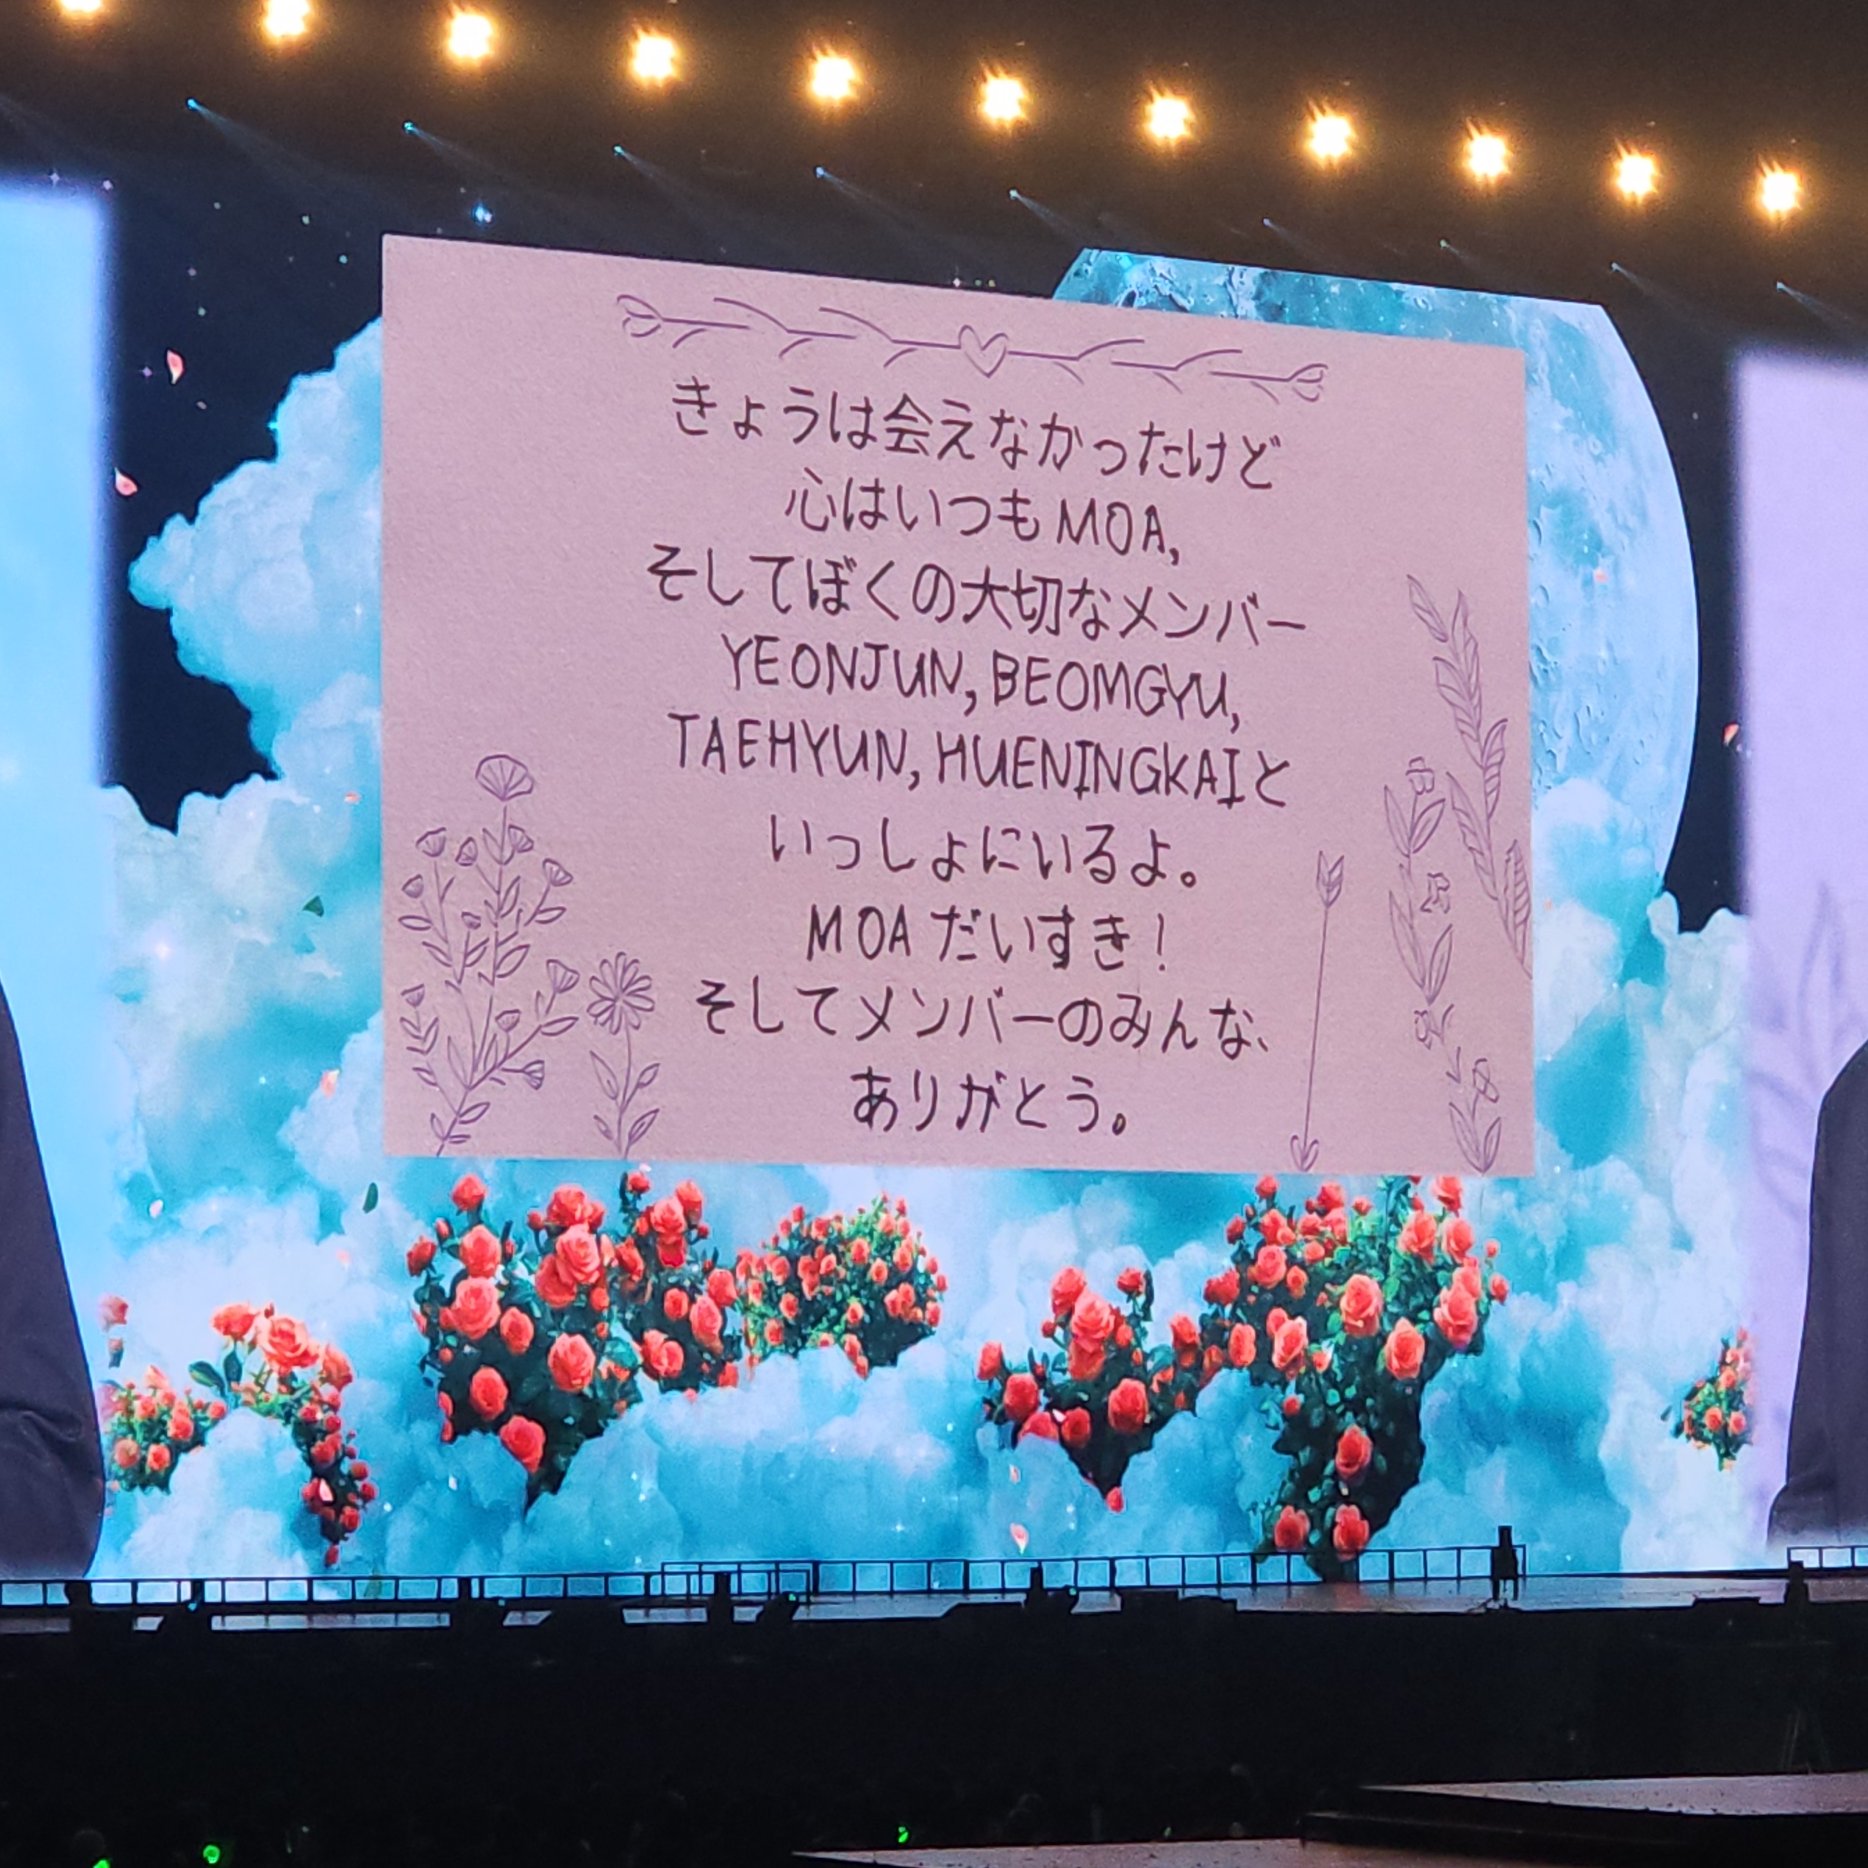 きょうは会えなかったけど
心はいつもMOA,
そしてぼくの大切なメンバー
YEONJUN, BEOMGYU,
TAEHYUN, HUENINGKAIと
いっしょにいるよ。
MOA だいすき!
そしてメンバーのみんな、
ありがとう。